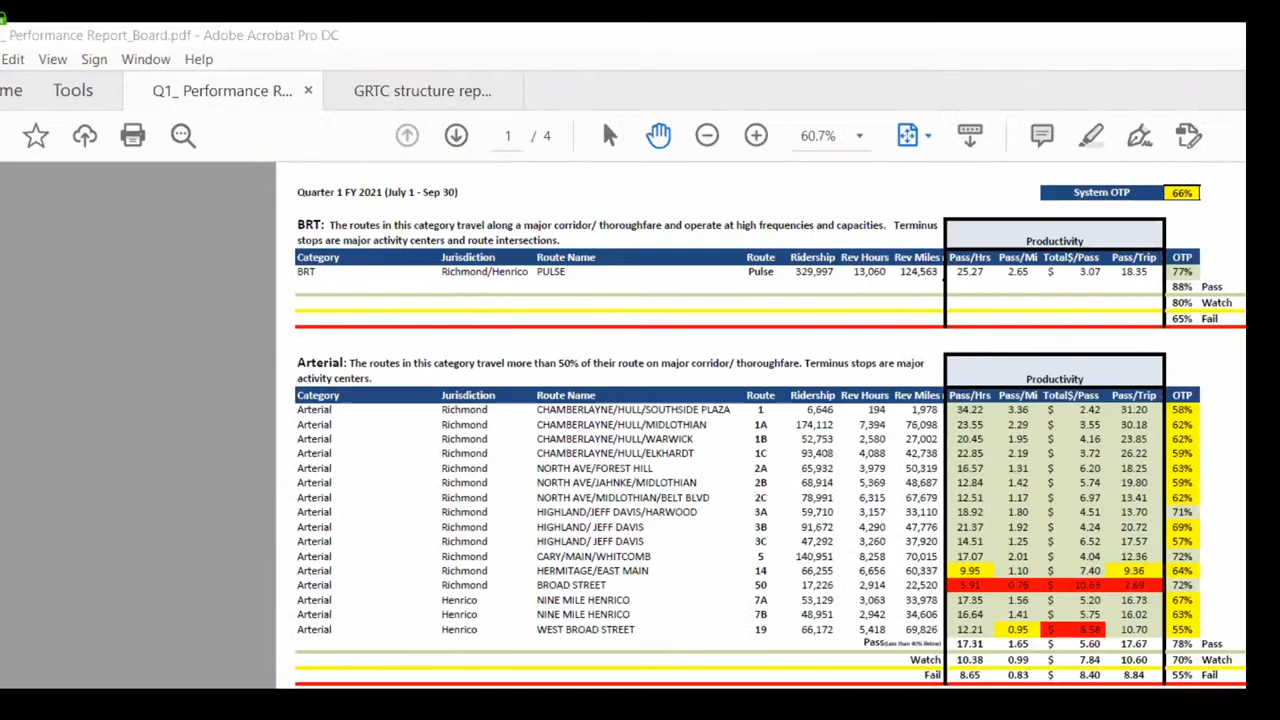 _ Performance Report_Board.pdf - Adobe Acrobat Pro DC
Edit View Sign Window Help
me Tools Q1_ Performance R... × GRTC structure rep...
1 / 4 60.7%
Quarter 1 FY 2021 (July 1 - Sep 30) System OTP 66%
BRT: The routes in this category travel along a major corridor/ thoroughfare and operate at high frequencies and capacities. Terminus
stops are major activity centers and route intersections. Productivity
Category Jurisdiction Route Name Route Ridership Rev Hours Rev Miles Pass/Hrs Pass/Mi Total$/Pass Pass/Trip OTP
BRT Richmond/Henrico PULSE Pulse 329,997 13,060 124,563 25.27 2.65 $ 3.07 18.35 77%
88% Pass
80% Watch
65% Fail
Arterial: The routes in this category travel more than 50% of their route on major corridor/ thoroughfare. Terminus stops are major
activity centers. Productivity
Category Jurisdiction Route Name Route Ridership Rev Hours Rev Miles Pass/Hrs Pass/Mi Total$/Pass Pass/Trip OTP
Arterial Richmond CHAMBERLAYNE/HULL/SOUTHSIDE PLAZA 1 6,646 194 1,978 34.22 3.36 $ 2.42 31.20 58%
Arterial Richmond CHAMBERLAYNE/HULL/MIDLOTHIAN 1A 174,112 7,394 76,098 23.55 2.29 $ 3.55 30.18 62%
Arterial Richmond CHAMBERLAYNE/HULL/WARWICK 1B 52,753 2,580 27,002 20.45 1.95 $ 4.16 23.85 62%
Arterial Richmond CHAMBERLAYNE/HULL/ELKHARDT 1C 93,408 4,088 42,738 22.85 2.19 $ 3.72 26.22 59%
Arterial Richmond NORTH AVE/FOREST HILL 2A 65,932 3,979 50,319 16.57 1.31 $ 6.20 18.25 63%
Arterial Richmond NORTH AVE/JAHNKE/MIDLOTHIAN 2B 68,914 5,369 48,687 12.84 1.42 $ 5.74 19.80 59%
Arterial Richmond NORTH AVE/MIDLOTHIAN/BELT BLVD 2C 78,991 6,315 67,679 12.51 1.17 $ 6.97 13.41 62%
Arterial Richmond HIGHLAND/JEFF DAVIS/HARWOOD 3A 59,710 3,157 33,110 18.92 1.80 $ 4.51 13.70 71%
Arterial Richmond HIGHLAND/ JEFF DAVIS 3B 91,672 4,290 47,776 21.37 1.92 $ 4.24 20.72 69%
Arterial Richmond HIGHLAND/ JEFF DAVIS 3C 47,292 3,260 37,920 14.51 1.25 $ 6.52 17.57 57%
Arterial Richmond CARY/MAIN/WHITCOMB 5 140,951 8,258 70,015 17.07 2.01 $ 4.04 12.36 72%
Arterial Richmond HERMITAGE/EAST MAIN 14 66,255 6,656 60,337 9.95 1.10 $ 7.40 9.36 64%
Arterial Richmond BROAD STREET 50 17,226 2,914 22,520 5.91 0.76 $ 10.63 2.69 72%
Arterial Henrico NINE MILE HENRICO 7A 53,129 3,063 33,978 17.35 1.56 $ 5.20 16.73 67%
Arterial Henrico NINE MILE HENRICO 7B 48,951 2,942 34,606 16.64 1.41 $ 5.75 16.02 63%
Arterial Henrico WEST BROAD STREET 19 66,172 5,418 69,826 12.21 0.95 $ 8.58 10.70 55%
Pass(Less than 40% Below) 17.31 1.65 $ 5.60 17.67 78% Pass
Watch 10.38 0.99 $ 7.84 10.60 70% Watch
Fail 8.65 0.83 $ 8.40 8.84 55% Fail